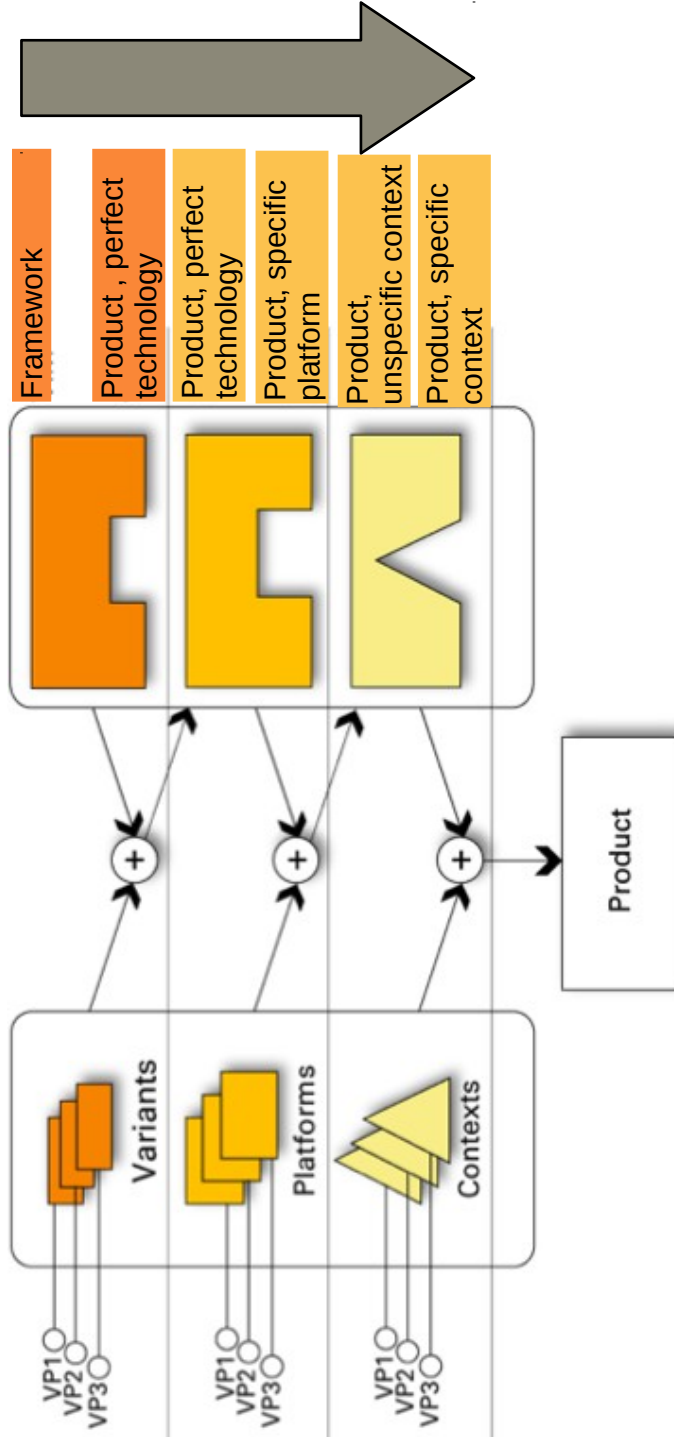 VP1
VP2
VP3
Variants
Framework
Product , perfect
technology
VP1
VP2
VP3
Platforms
Product, perfect
technology
Product, specific
platform
VP1
VP2
VP3
Contexts
Product,
unspecific context
Product, specific
context
+
+
+
Product